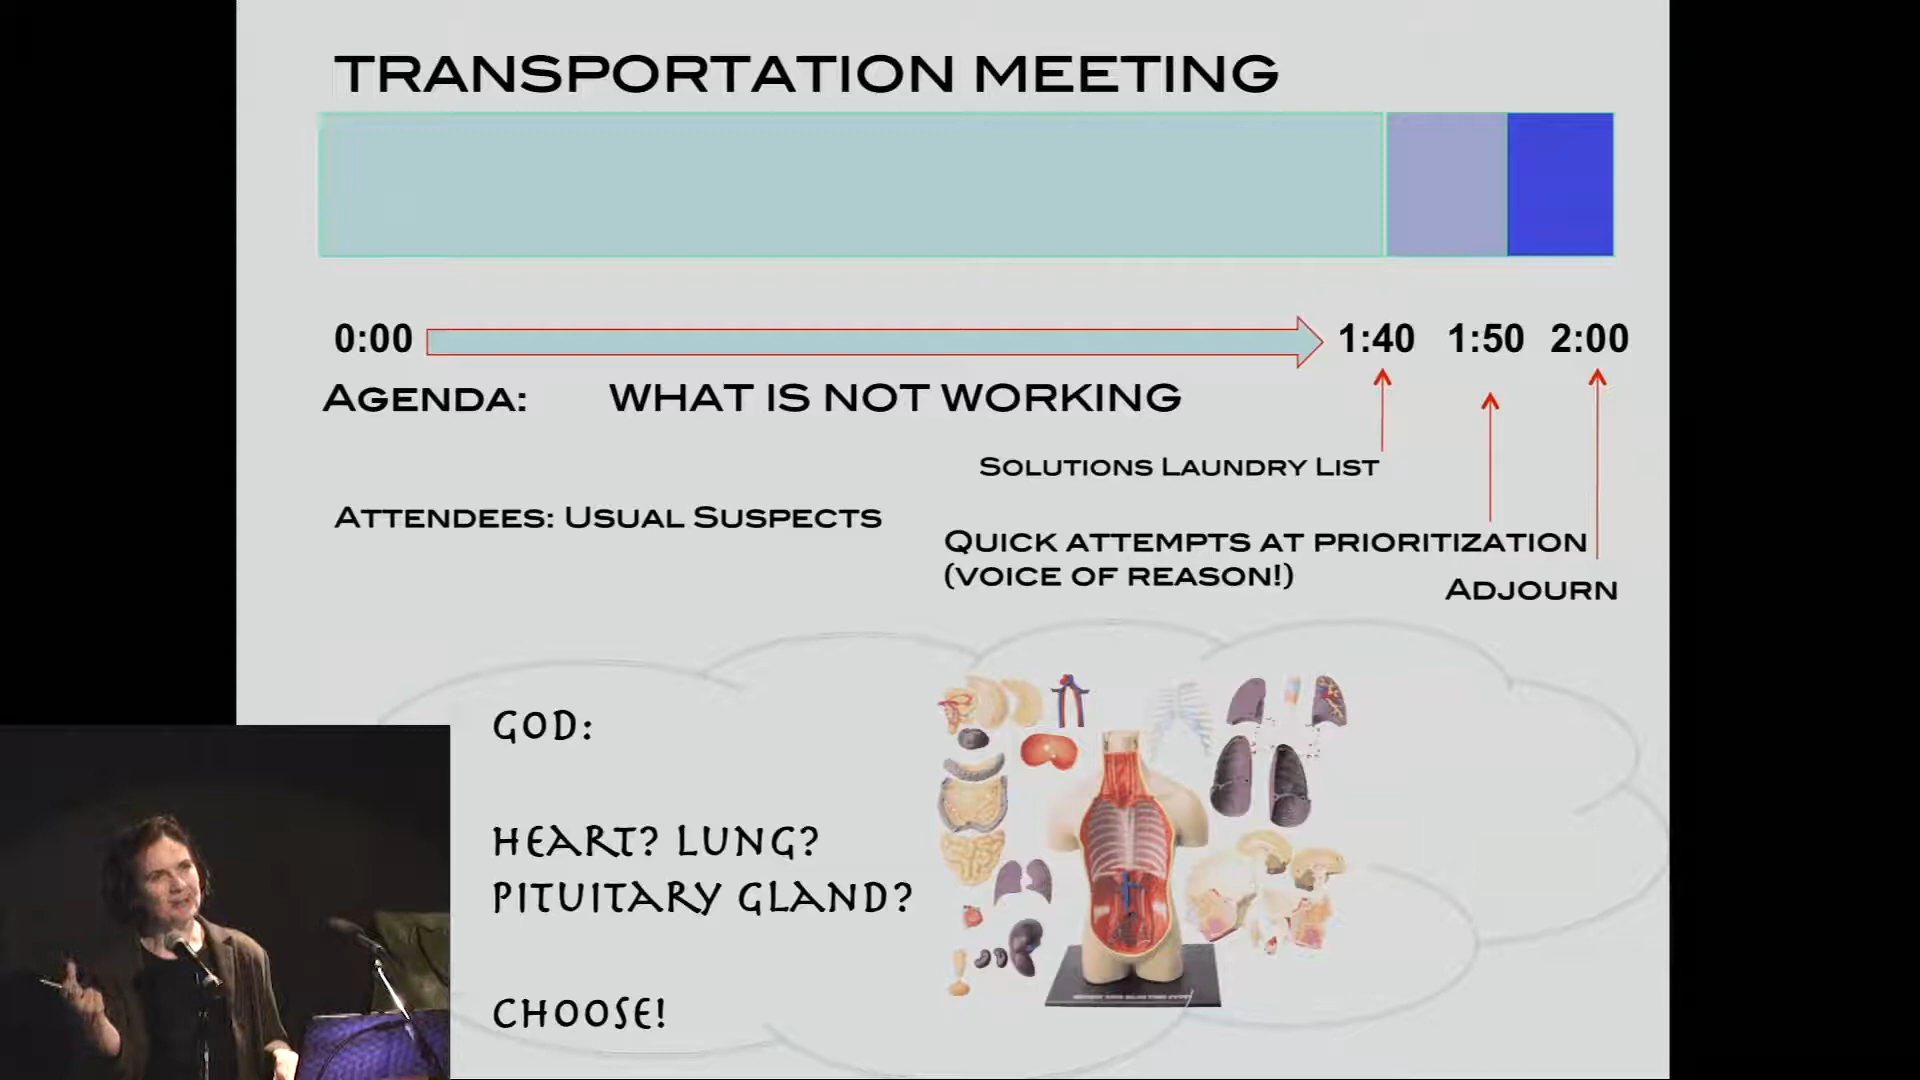 TRANSPORTATION MEETING
0:00 1:40 1:50 2:00
AGENDA: WHAT IS NOT WORKING
SOLUTIONS LAUNDRY LIST
ATTENDEES: USUAL SUSPECTS
QUICK ATTEMPTS AT PRIORITIZATION
(VOICE OF REASON!)
ADJOURN
GOD:
HEART? LUNG?
PITUITARY GLAND?
CHOOSE!